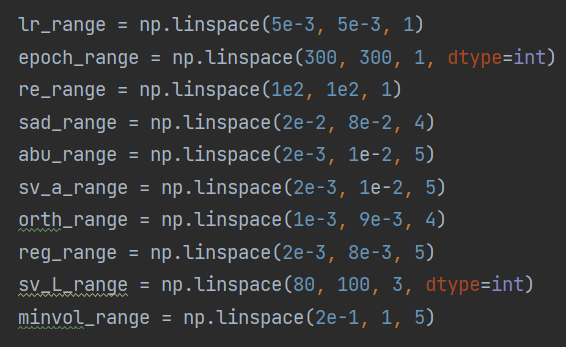 lr_range = np.linspace(5e-3, 5e-3, 1)
epoch_range = np.linspace(300, 300, 1, dtype=int)
re_range = np.linspace(1e2, 1e2, 1)
sad_range = np.linspace(2e-2, 8e-2, 4)
abu_range = np.linspace(2e-3, 1e-2, 5)
sv_a_range = np.linspace(2e-3, 1e-2, 5)
orth_range = np.linspace(1e-3, 9e-3, 4)
reg_range = np.linspace(2e-3, 8e-3, 5)
sv_L_range = np.linspace(80, 100, 3, dtype=int)
minvol_range = np.linspace(2e-1, 1, 5)